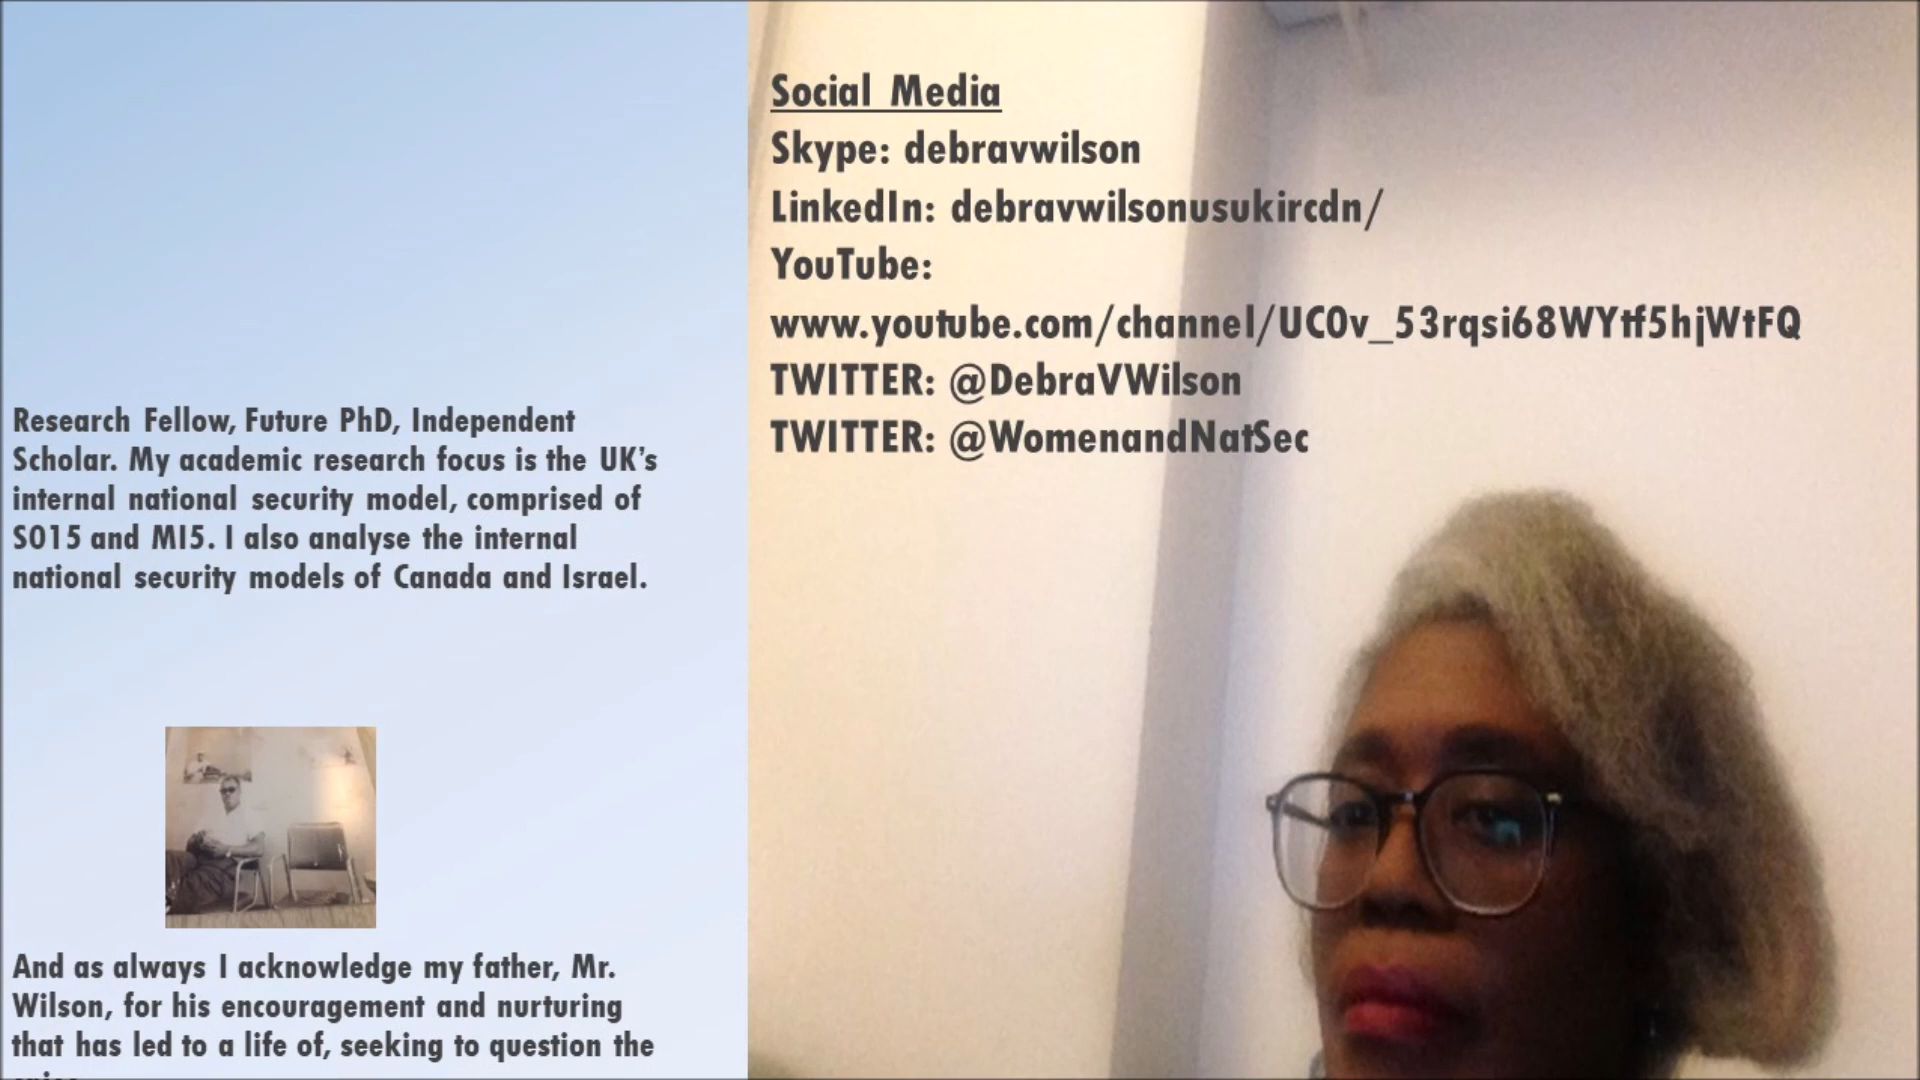 Social Media
Skype: debravwilson
LinkedIn: debravwilsonusukircdn/
YouTube:
www.youtube.com/channel/UC0v_53rqsi68WYtf5hjWtFQ
TWITTER: @DebraVWilson
TWITTER: @WomenandNatSec
Research Fellow, Future PhD, Independent
Scholar. My academic research focus is the UK’s
internal national security model, comprised of
S015 and MI5. I also analyse the internal
national security models of Canada and Israel.
And as always I acknowledge my father, Mr.
Wilson, for his encouragement and nurturing
that has led to a life of, seeking to question the